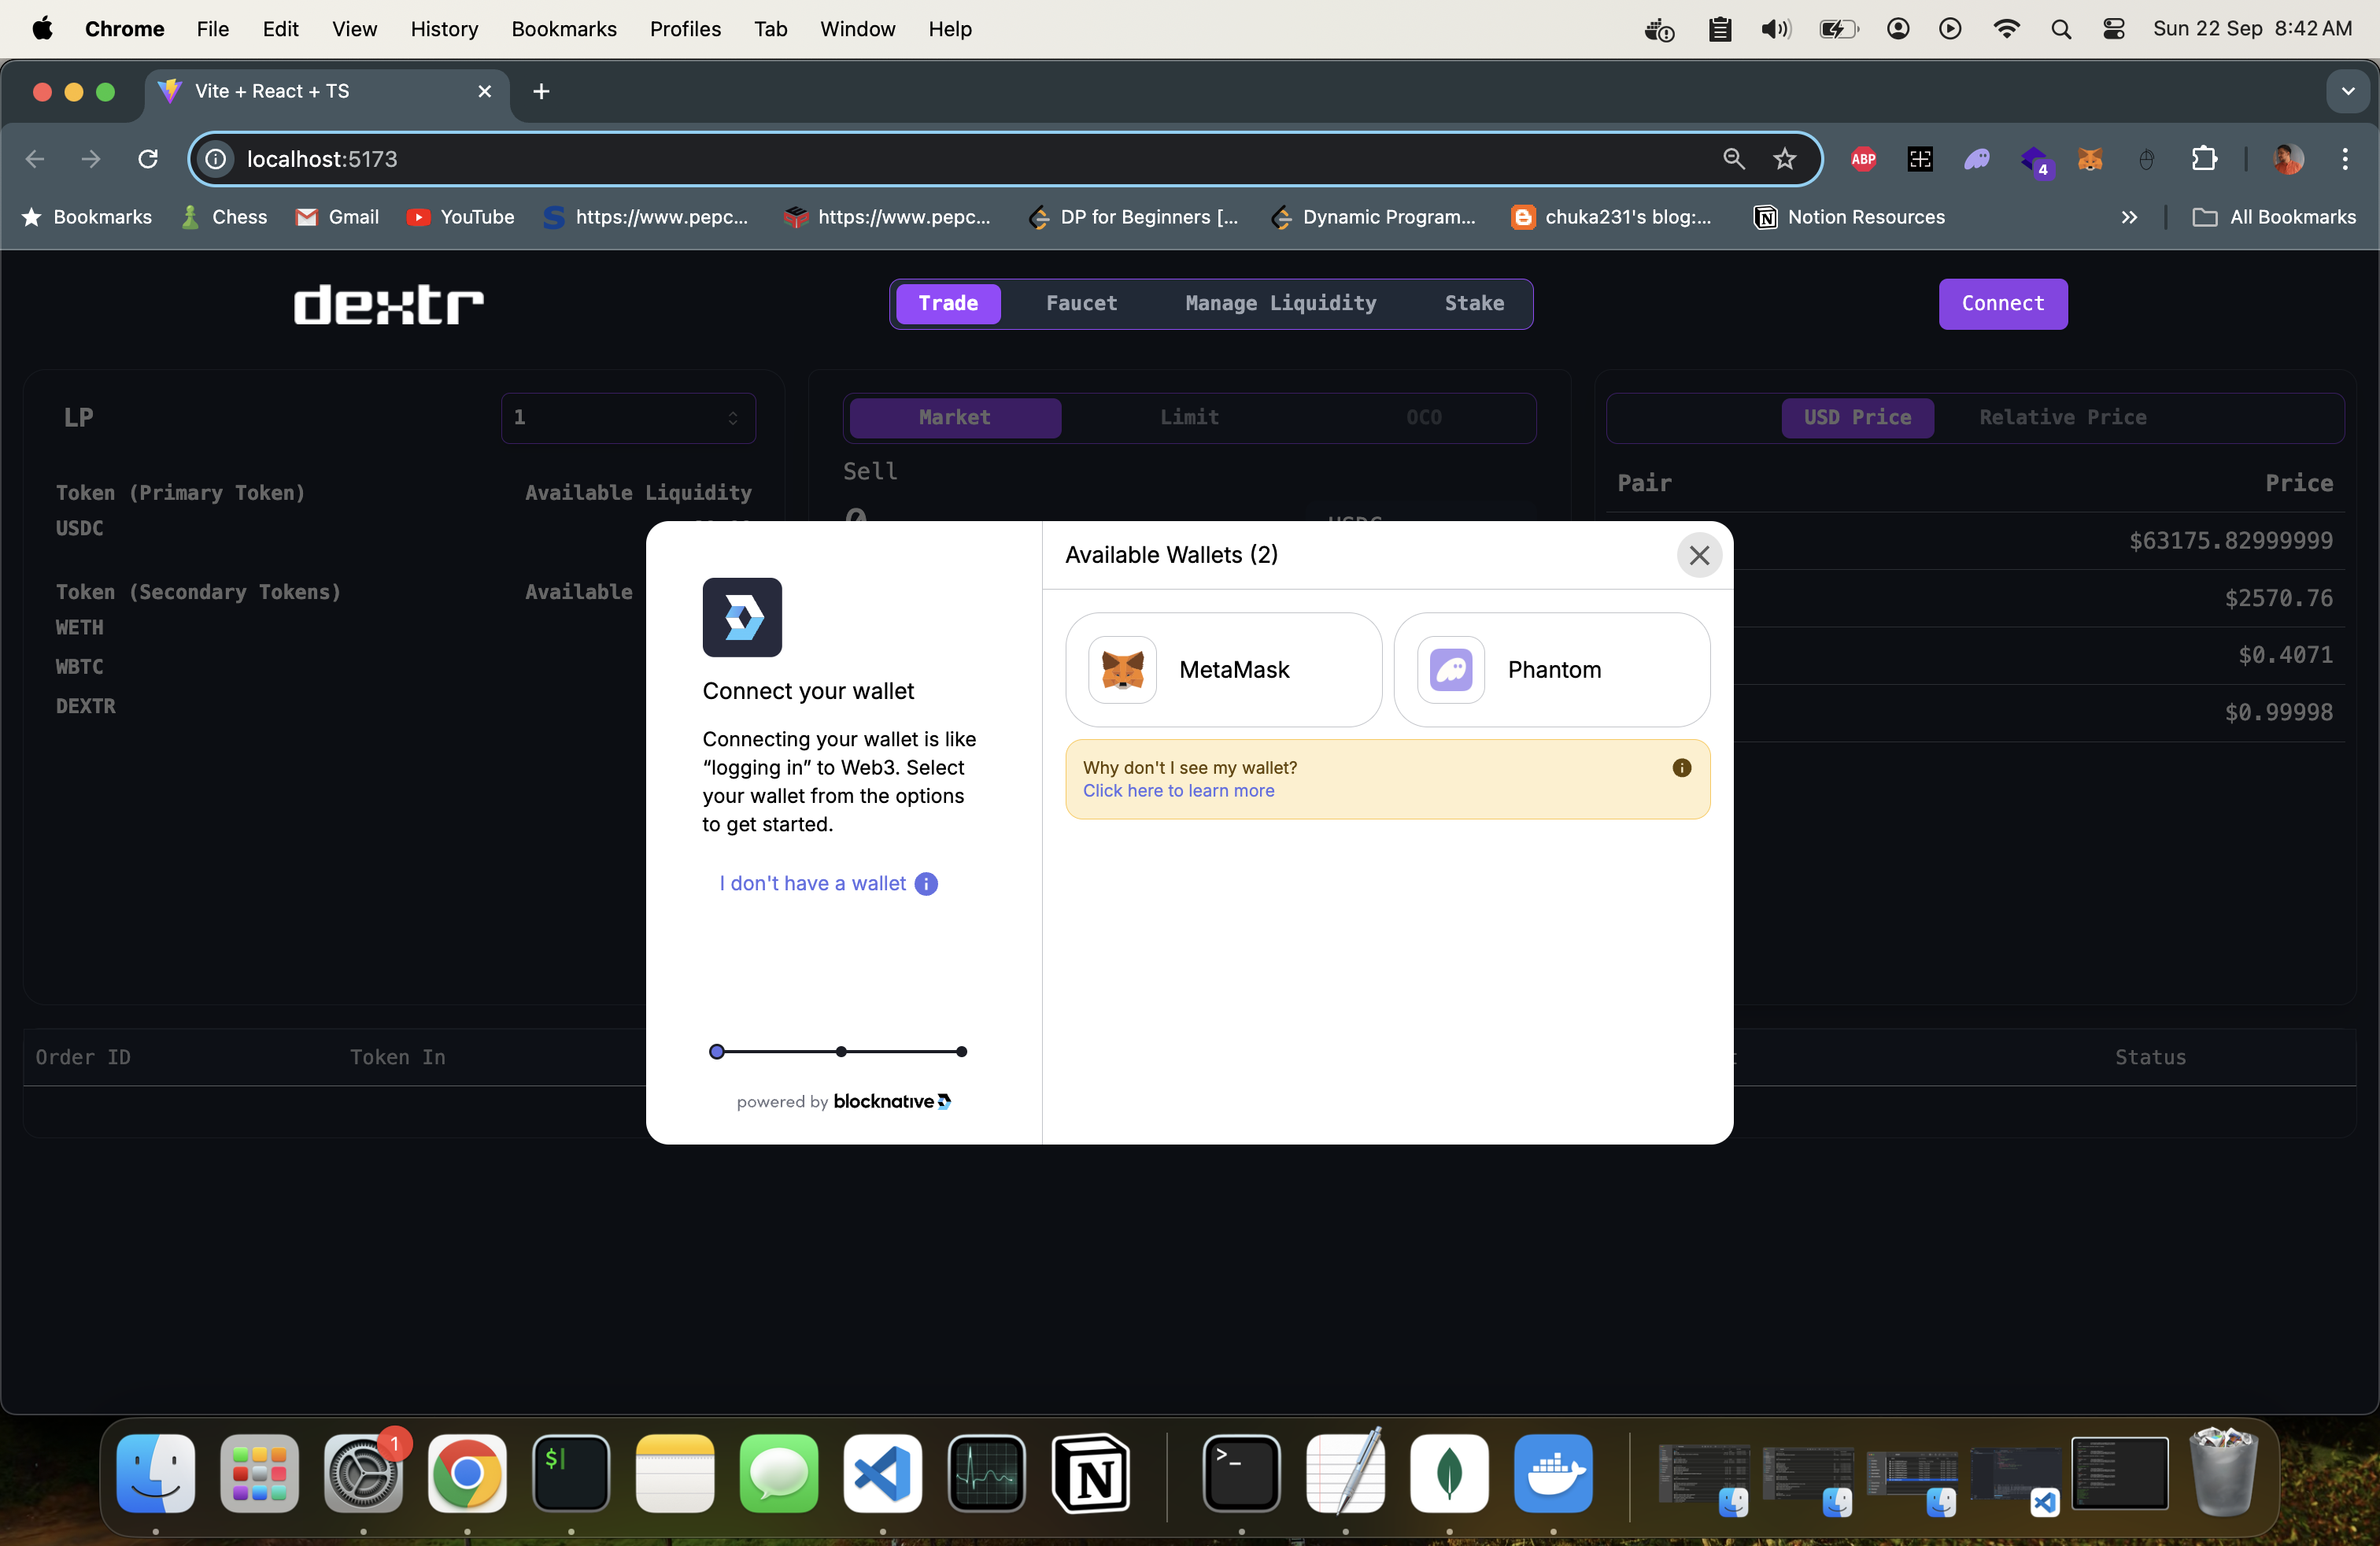 Chrome File Edit View History Bookmarks Profiles Tab Window Help Sun 22 Sep 8:42 AM
Vite + React + TS
localhost:5173
ABP
4
Bookmarks Chess Gmail YouTube https://www.pepc... https://www.pepc... DP for Beginners [... Dynamic Program... chuka231's blog:... Notion Resources All Bookmarks
dextr
Trade Faucet Manage Liquidity Stake
Connect
LP
1
Token (Primary Token) Available Liquidity
USDC
Token (Secondary Tokens) Available
WETH
WBTC
DEXTR
Market Limit OCO
Sell
0
USDC
USD Price Relative Price
Pair Price
$63175.82999999
$2570.76
$0.4071
$0.99998
Connect your wallet
Connecting your wallet is like
“logging in” to Web3. Select
your wallet from the options
to get started.
I don't have a wallet
powered by blocknative
Available Wallets (2)
MetaMask
Phantom
Why don't I see my wallet?
Click here to learn more
Order ID Token In Status
1
$
>_
N